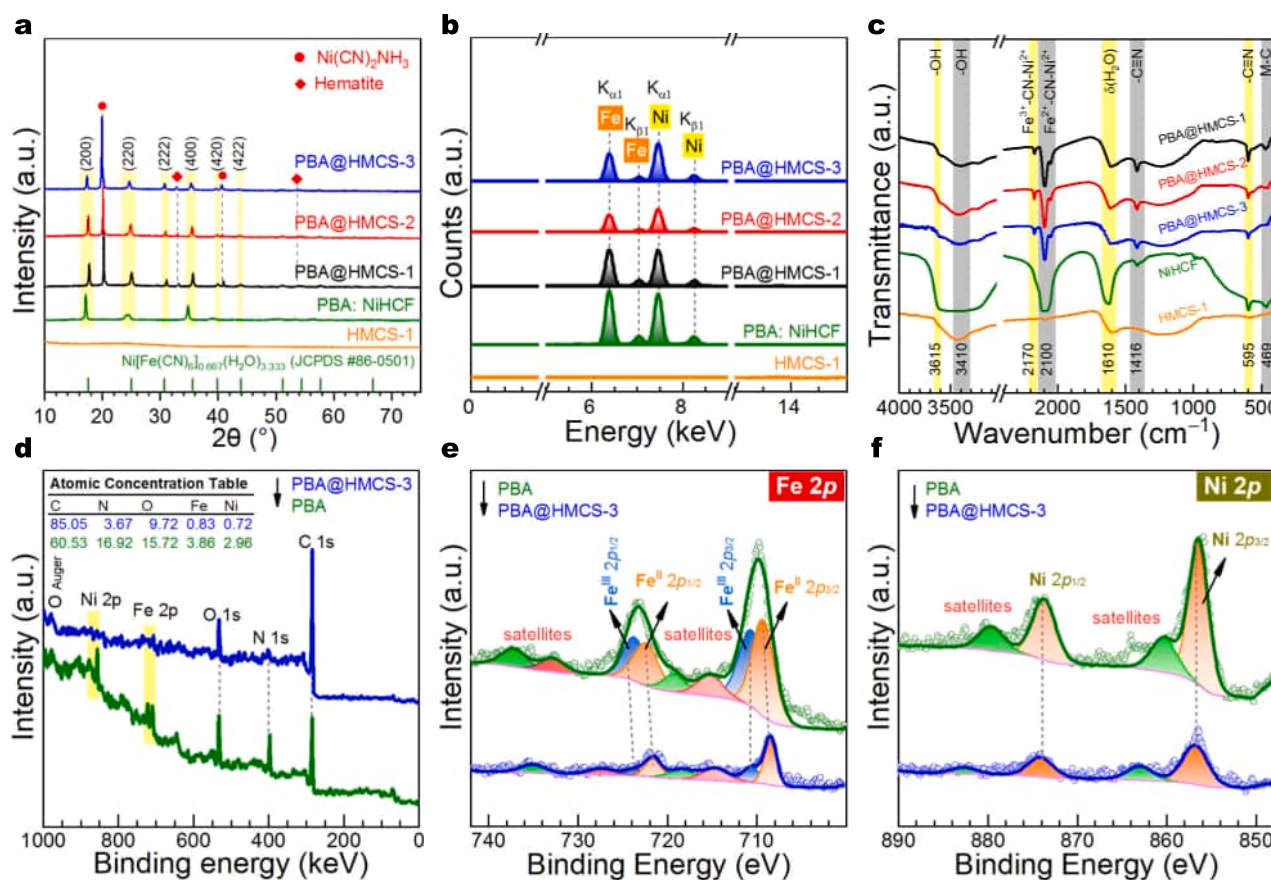 a
Intensity (a.u.)
Ni(CN)₂NH₃
Hematite
(200)
(220)
(222)
(400)
(420)
(422)
PBA@HMCS-3
PBA@HMCS-2
PBA@HMCS-1
PBA: NiHCF
HMCS-1
Ni[Fe(CN)₆]₀.₆₆₇(H₂O)₃.₃₃₃ (JCPDS #86-0501)
10 20 30 40 50 60 70
2θ (°)
b
Counts (a.u.)
Kα1
Fe
Kβ1
Fe
Kα1
Ni
Kβ1
Ni
PBA@HMCS-3
PBA@HMCS-2
PBA@HMCS-1
PBA: NiHCF
HMCS-1
0 6 8 14
Energy (keV)
c
Transmittance (a.u.)
-OH
-OH
Fe³⁺-CN-Ni²⁺
Fe²⁺-CN-Ni²⁺
δ(H₂O)
-C≡N
-C≡N
M-C
PBA@HMCS-1
PBA@HMCS-2
PBA@HMCS-3
NiHCF
HMCS-1
3615
3410
2170
2100
1610
1416
595
469
4000 3500 2000 1500 1000 500
Wavenumber (cm⁻¹)
d
Intensity (a.u.)
Atomic Concentration Table
C N O Fe Ni
85.05 3.67 9.72 0.83 0.72
60.53 16.92 15.72 3.86 2.96
PBA@HMCS-3
PBA
O Auger
Ni 2p
Fe 2p
O 1s
N 1s
C 1s
1000 800 600 400 200 0
Binding energy (keV)
e
Intensity (a.u.)
PBA
PBA@HMCS-3
Fe 2p
satellites
Feᴵᴵᴵ 2p1/2
Feᴵᴵ 2p1/2
satellites
Feᴵᴵᴵ 2p3/2
Feᴵᴵ 2p3/2
740 730 720 710
Binding Energy (eV)
f
Intensity (a.u.)
PBA
PBA@HMCS-3
Ni 2p
satellites
Ni 2p1/2
satellites
Ni 2p3/2
890 880 870 860 850
Binding Energy (eV)